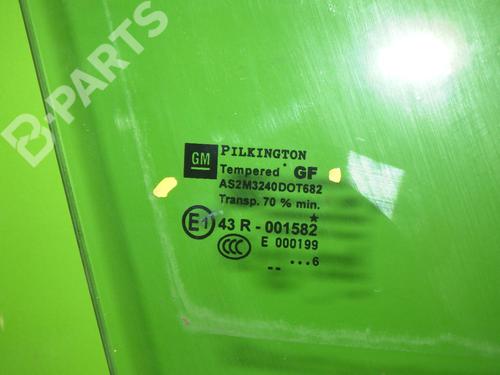 B-PARTS
GM PILKINGTON
Tempered * GF
AS2M3240DOT682
Transp. 70 % min.
E1 43 R - 001582
*
CCC E 000199
-- ...6